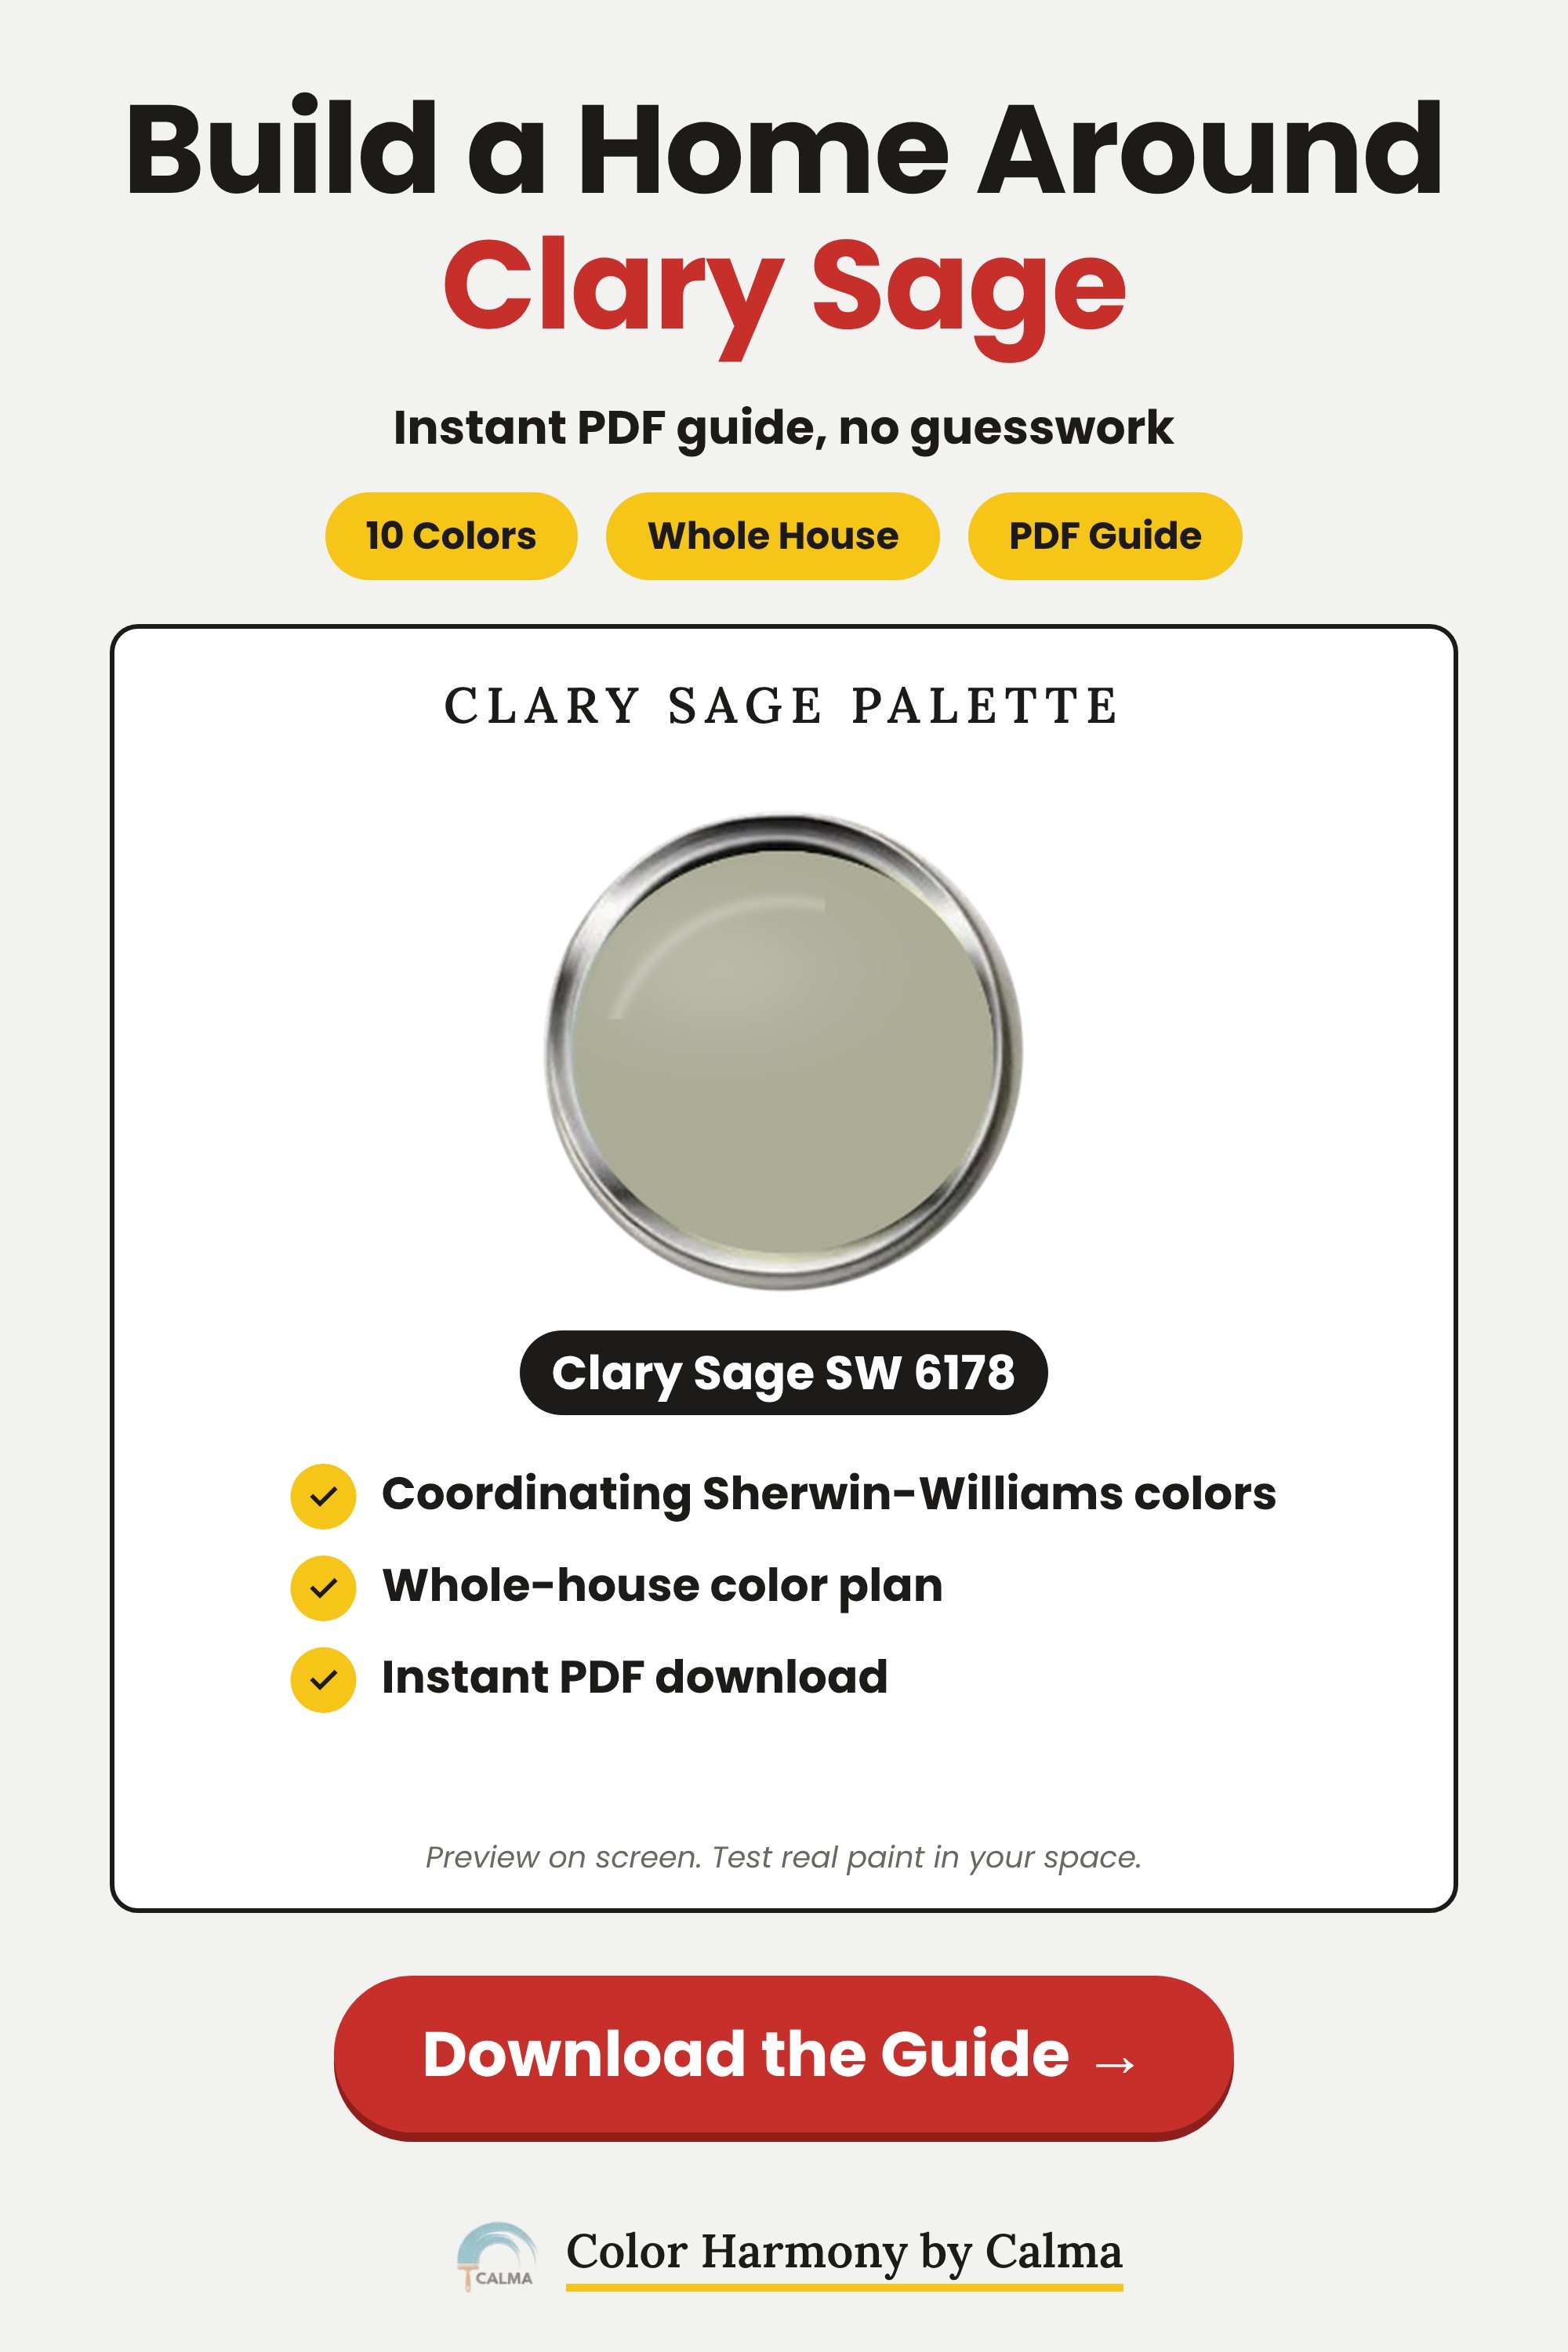 Build a Home Around
Clary Sage
Instant PDF guide, no guesswork
10 Colors
Whole House
PDF Guide
CLARY SAGE PALETTE
Clary Sage SW 6178
Coordinating Sherwin-Williams colors
Whole-house color plan
Instant PDF download
Preview on screen. Test real paint in your space.
Download the Guide →
CALMA
Color Harmony by Calma